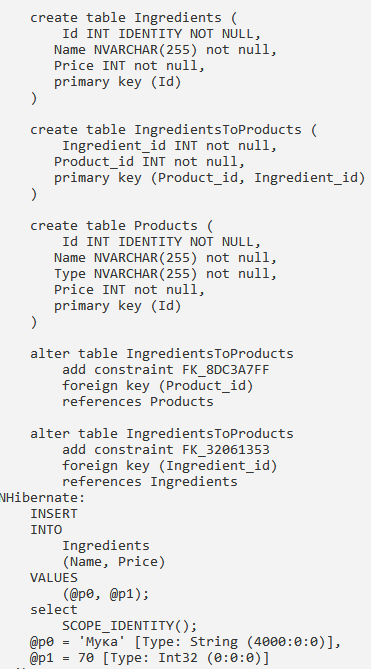 create table Ingredients (
Id INT IDENTITY NOT NULL,
Name NVARCHAR(255) not null,
Price INT not null,
primary key (Id)
)
create table IngredientsToProducts (
Ingredient_id INT not null,
Product_id INT not null,
primary key (Product_id, Ingredient_id)
)
create table Products (
Id INT IDENTITY NOT NULL,
Name NVARCHAR(255) not null,
Type NVARCHAR(255) not null,
Price INT not null,
primary key (Id)
)
alter table IngredientsToProducts
add constraint FK_8DC3A7FF
foreign key (Product_id)
references Products
alter table IngredientsToProducts
add constraint FK_32061353
foreign key (Ingredient_id)
references Ingredients
NHibernate:
INSERT
INTO
Ingredients
(Name, Price)
VALUES
(@p0, @p1);
select
SCOPE_IDENTITY();
@p0 = 'Мука' [Type: String (4000:0:0)],
@p1 = 70 [Type: Int32 (0:0:0)]